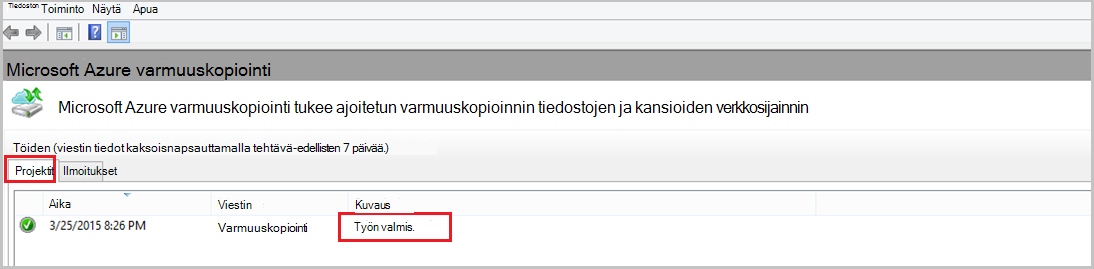 Tiedoston Toiminto Näytä Apua
Microsoft Azure varmuuskopiointi
Microsoft Azure varmuuskopiointi tukee ajoitetun varmuuskopioinnin tiedostojen ja kansioiden verkkosijainnin
Töiden (viestin tiedot kaksoisnapsauttamalla tehtävä-edellisten 7 päivää.)
Projektit Ilmoitukset
Aika Viestin Kuvaus
3/25/2015 8:26 PM Varmuuskopiointi Työn valmis.